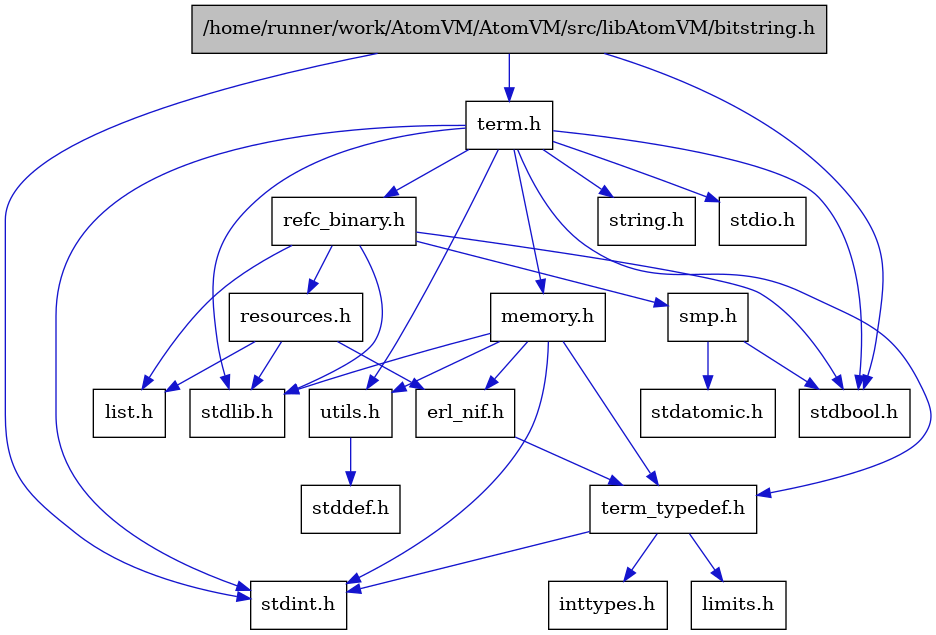 /home/runner/work/AtomVM/AtomVM/src/libAtomVM/bitstring.h
term.h
refc_binary.h
string.h
stdio.h
resources.h
memory.h
smp.h
list.h
stdlib.h
utils.h
erl_nif.h
stdatomic.h
stdbool.h
stddef.h
term_typedef.h
stdint.h
inttypes.h
limits.h